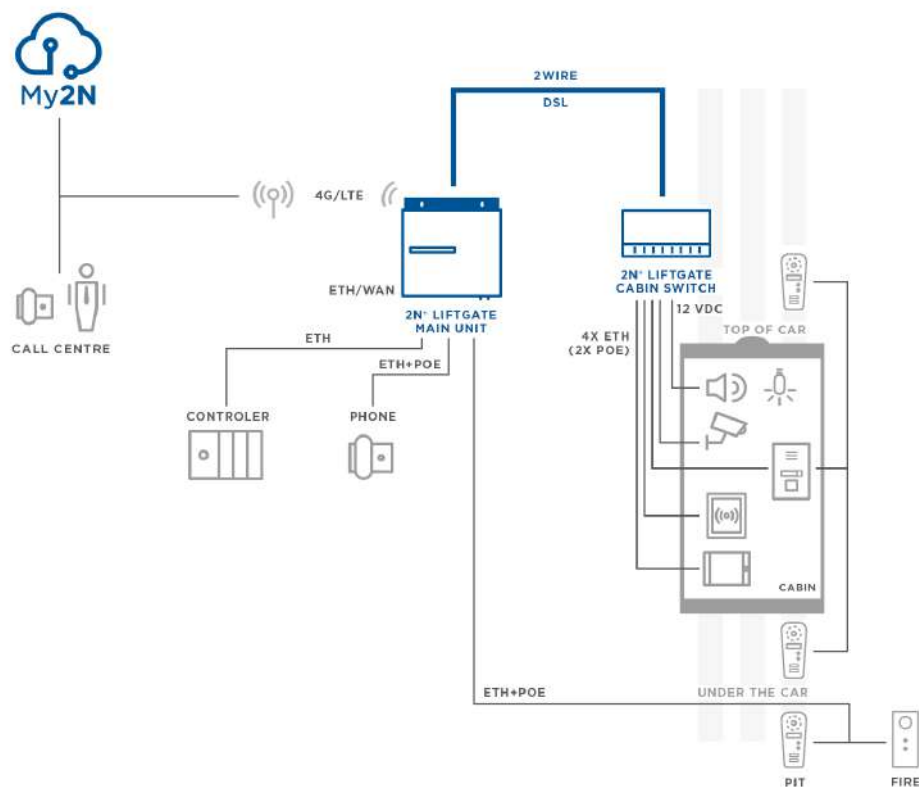 My2N
2WIRE
DSL
4G/LTE
ETH/WAN
2N® LIFTGATE
MAIN UNIT
2N® LIFTGATE
CABIN SWITCH
12 VDC
TOP OF CAR
4X ETH
(2X POE)
CALL CENTRE
ETH
ETH+POE
CONTROLER
PHONE
CABIN
ETH+POE
UNDER THE CAR
PIT
FIRE